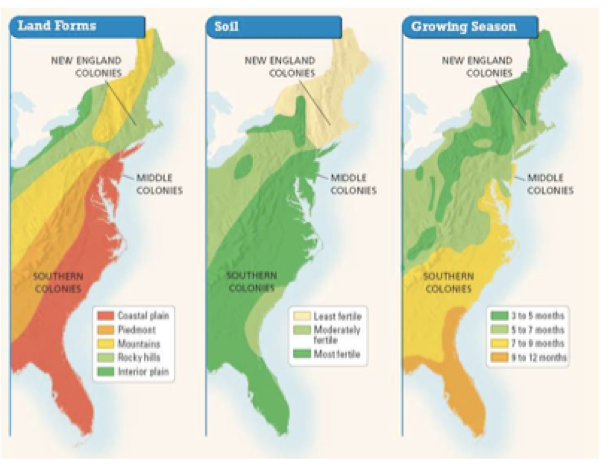 Land Forms
NEW ENGLAND
COLONIES
MIDDLE
COLONIES
SOUTHERN
COLONIES
Coastal plain
Piedmont
Mountains
Rocky hills
Interior plain
Soil
NEW ENGLAND
COLONIES
MIDDLE
COLONIES
SOUTHERN
COLONIES
Least fertile
Moderately
fertile
Most fertile
Growing Season
NEW ENGLAND
COLONIES
MIDDLE
COLONIES
SOUTHERN
COLONIES
3 to 5 months
5 to 7 months
7 to 9 months
9 to 12 months